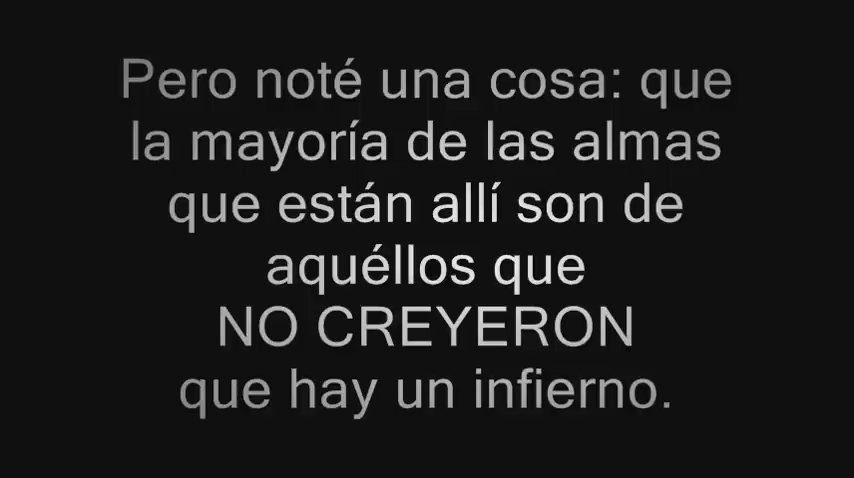 Pero noté una cosa: que
la mayoría de las almas
que están allí son de
aquéllos que
NO CREYERON
que hay un infierno.